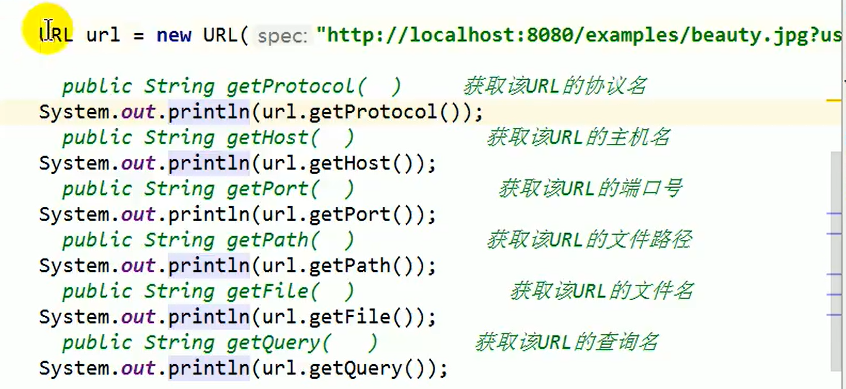 URL url = new URL( spec: "http://localhost:8080/examples/beauty.jpg?us
public String getProtocol( ) 获取该URL的协议名
System.out.println(url.getProtocol());
public String getHost( ) 获取该URL的主机名
System.out.println(url.getHost());
public String getPort( ) 获取该URL的端口号
System.out.println(url.getPort());
public String getPath( ) 获取该URL的文件路径
System.out.println(url.getPath());
public String getFile( ) 获取该URL的文件名
System.out.println(url.getFile());
public String getQuery( ) 获取该URL的查询名
System.out.println(url.getQuery());